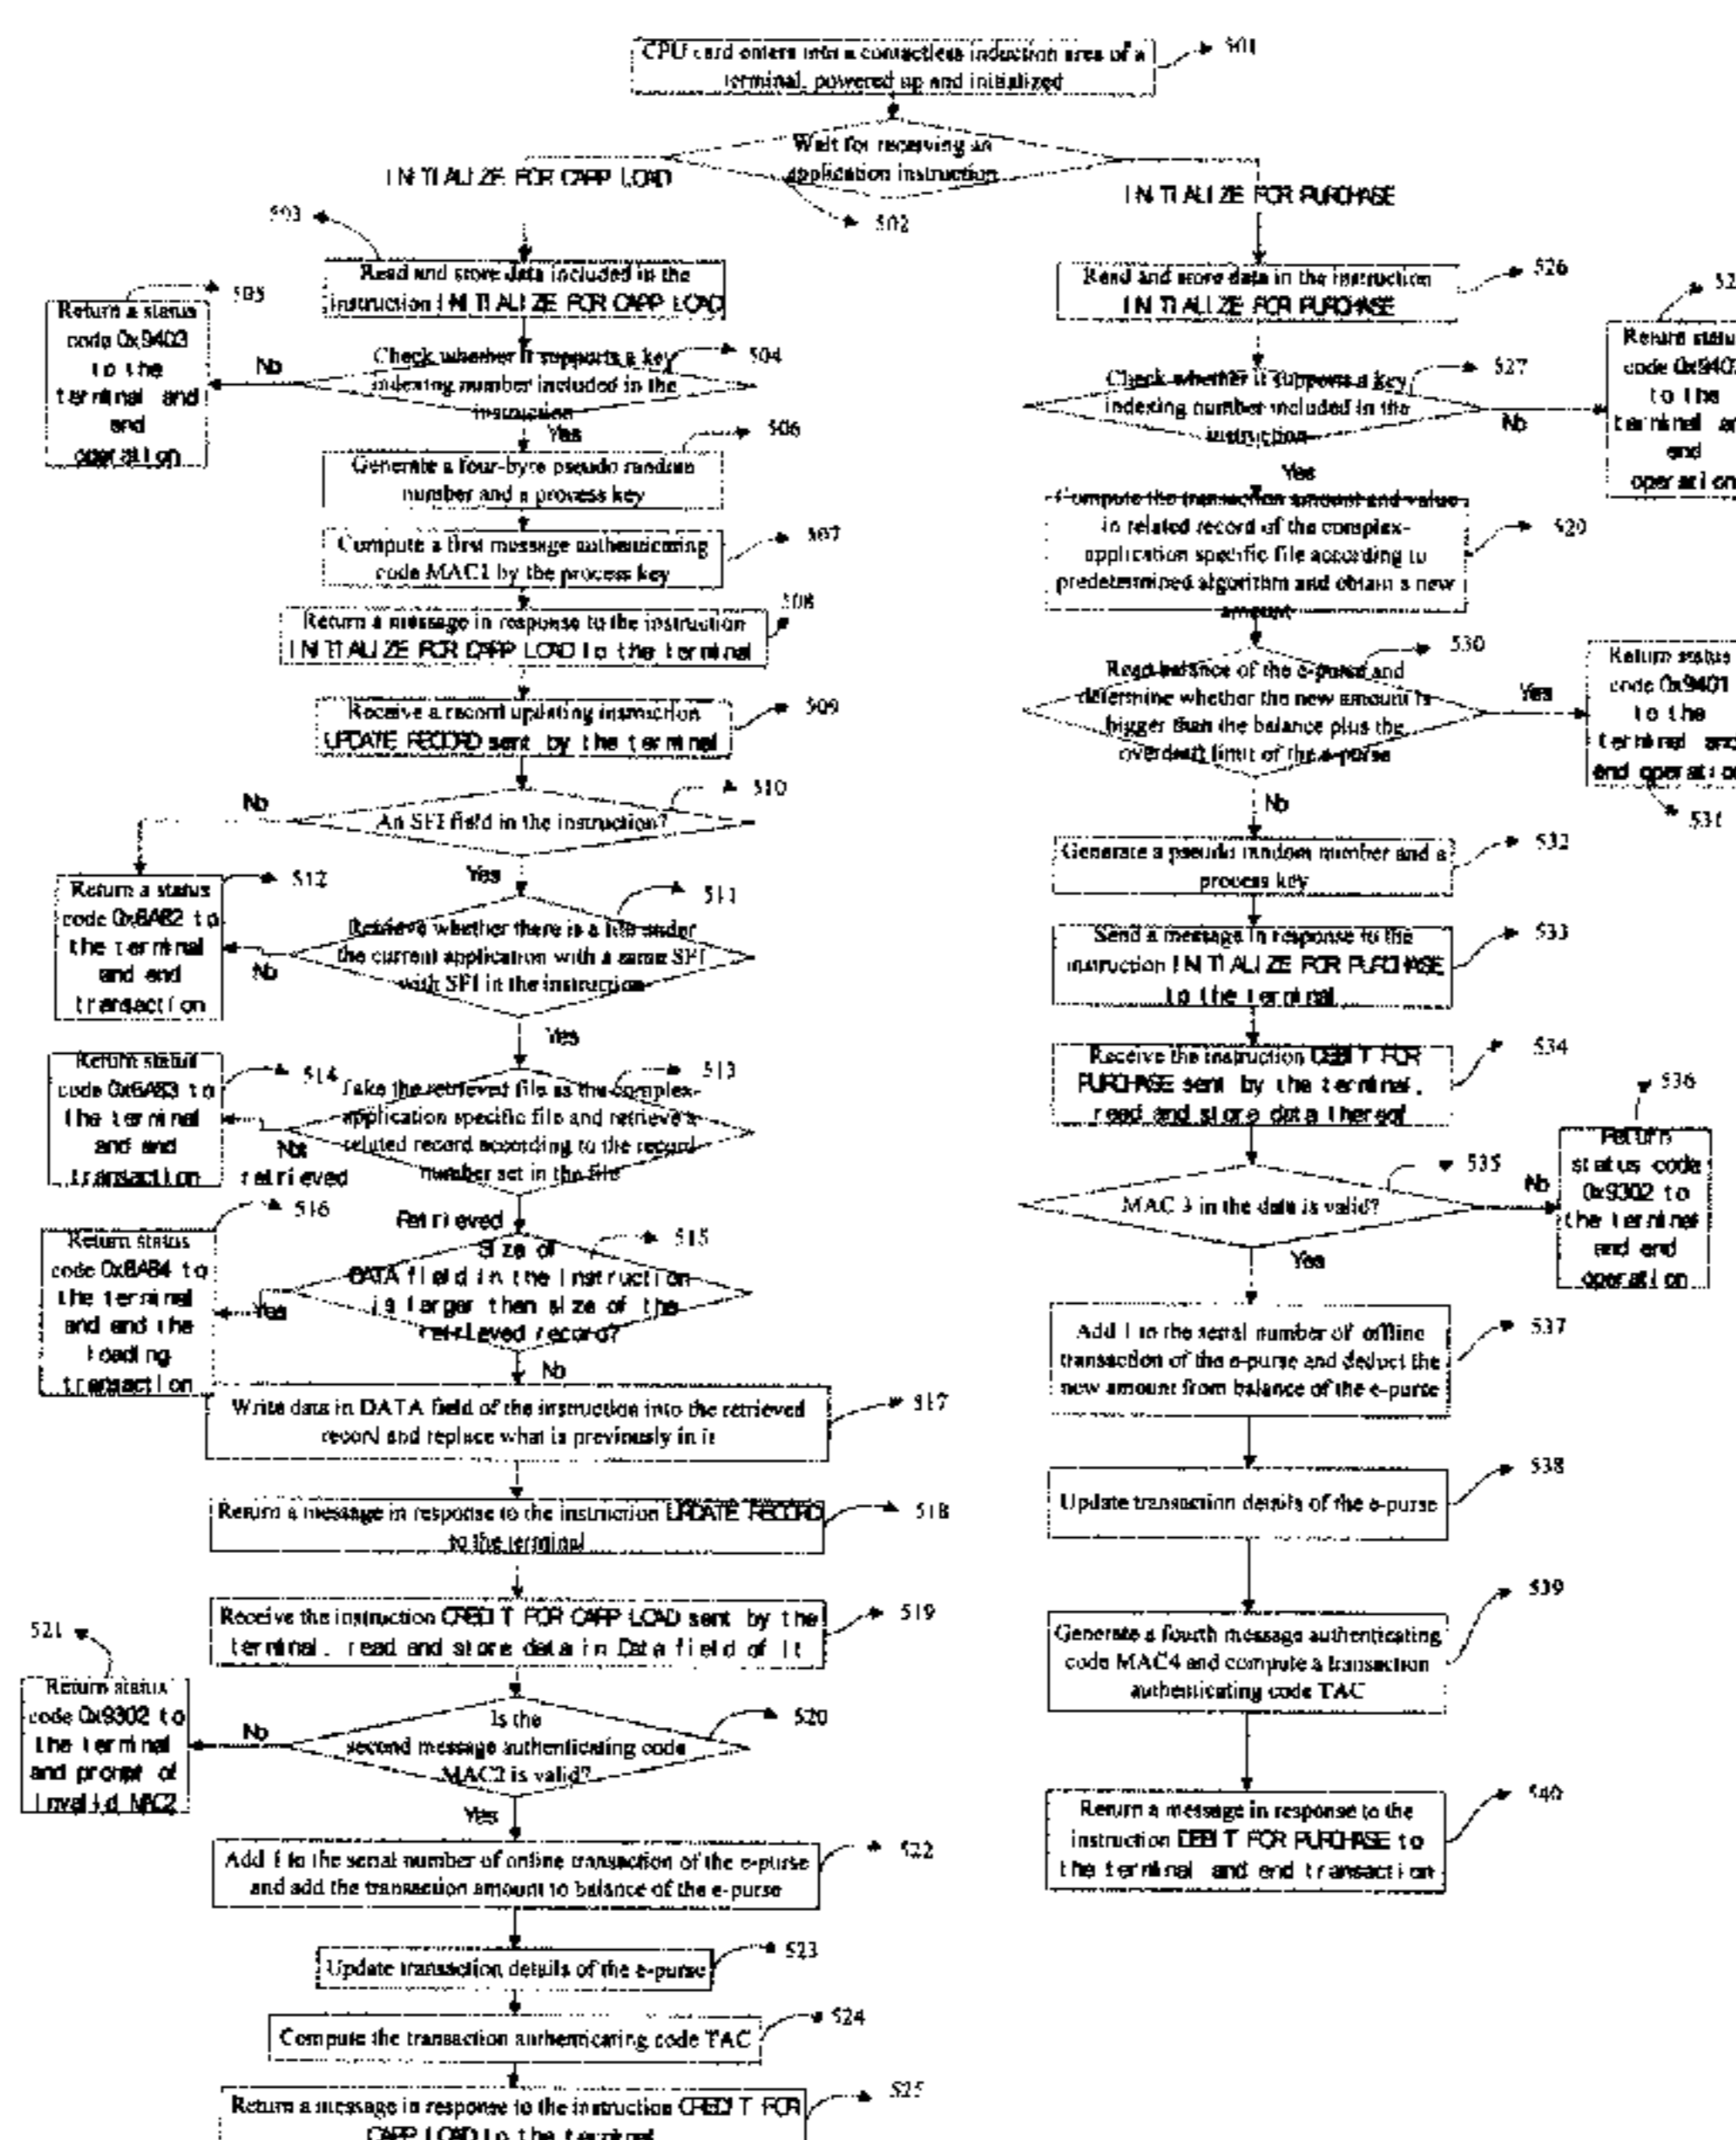 CPU card enters into a contactless induction area of a
terminal, powered up and initialized
501
Wait for receiving an
application instruction
502
INITIALIZE FOR CAPP LOAD
INITIALIZE FOR PURCHASE
503
Read and store data included in the
instruction INITIALIZE FOR CAPP LOAD
505
Return a status
code 0x9403
to the
terminal and
end
operation
No
Check whether it supports a key
indexing number included in the
instruction
504
Yes
506
Generate a four-byte pseudo random
number and a process key
Compute a first message authenticating
code MAC1 by the process key
507
508
Return a message in response to the instruction
INITIALIZE FOR CAPP LOAD to the terminal
Receive a record updating instruction
UPDATE RECORD sent by the terminal
509
510
No
An SFI field in the instruction?
Yes
512
Return a status
code 0x6A82 to
the terminal
and end
transaction
511
Retrieve whether there is a file under
the current application with a same SFI
with SFI in the instruction
No
Yes
Return status
code 0x6A83 to
the terminal
and end
transaction
514
513
Take the retrieved file as the complex-
application specific file and retrieve a
related record according to the record
number set in the file
Not
retrieved
Retrieved
516
Return status
code 0x6A84 to
the terminal
and end the
loading
transaction
515
Size of
DATA field in the instruction
is larger then size of the
retrieved record?
Yes
No
Write data in DATA field of the instruction into the retrieved
record and replace what is previously in it
517
Return a message in response to the instruction UPDATE RECORD
to the terminal
518
Receive the instruction CREDIT FOR CAPP LOAD sent by the
terminal, read and store data in Data field of it
519
521
Return status
code 0x9302 to
the terminal
and prompt of
invalid MAC2
No
Is the
second message authenticating code
MAC2 is valid?
520
Yes
Add 1 to the serial number of online transaction of the e-purse
and add the transaction amount to balance of the e-purse
522
Update transaction details of the e-purse
523
Compute the transaction authenticating code TAC
524
Return a message in response to the instruction CREDIT FOR
CAPP LOAD to the terminal
525
Read and store data in the instruction
INITIALIZE FOR PURCHASE
526
Check whether it supports a key
indexing number included in the
instruction
527
No
52
Return statu
code 0x940
to the
terminal an
end
operation
Yes
Compute the transaction amount and value
in related record of the complex-
application specific file according to
predetermined algorithm and obtain a new
amount
529
530
Read balance of the e-purse and
determine whether the new amount is
bigger than the balance plus the
overdraft limit of the e-purse
Yes
Return status
code 0x9401
to the
terminal and
end operatio
531
No
Generate a pseudo random number and a
process key
532
Send a message in response to the
instruction INITIALIZE FOR PURCHASE
to the terminal
533
Receive the instruction DEBIT FOR
PURCHASE sent by the terminal,
read and store data thereof
534
536
Return
status code
0x9302 to
the terminal
and end
operation
535
MAC 3 in the data is valid?
No
Yes
Add 1 to the serial number of offline
transaction of the e-purse and deduct the
new amount from balance of the e-purse
537
Update transaction details of the e-purse
538
539
Generate a fourth message authenticating
code MAC4 and compute a transaction
authenticating code TAC
Return a message in response to the
instruction DEBIT FOR PURCHASE to
the terminal and end transaction
540